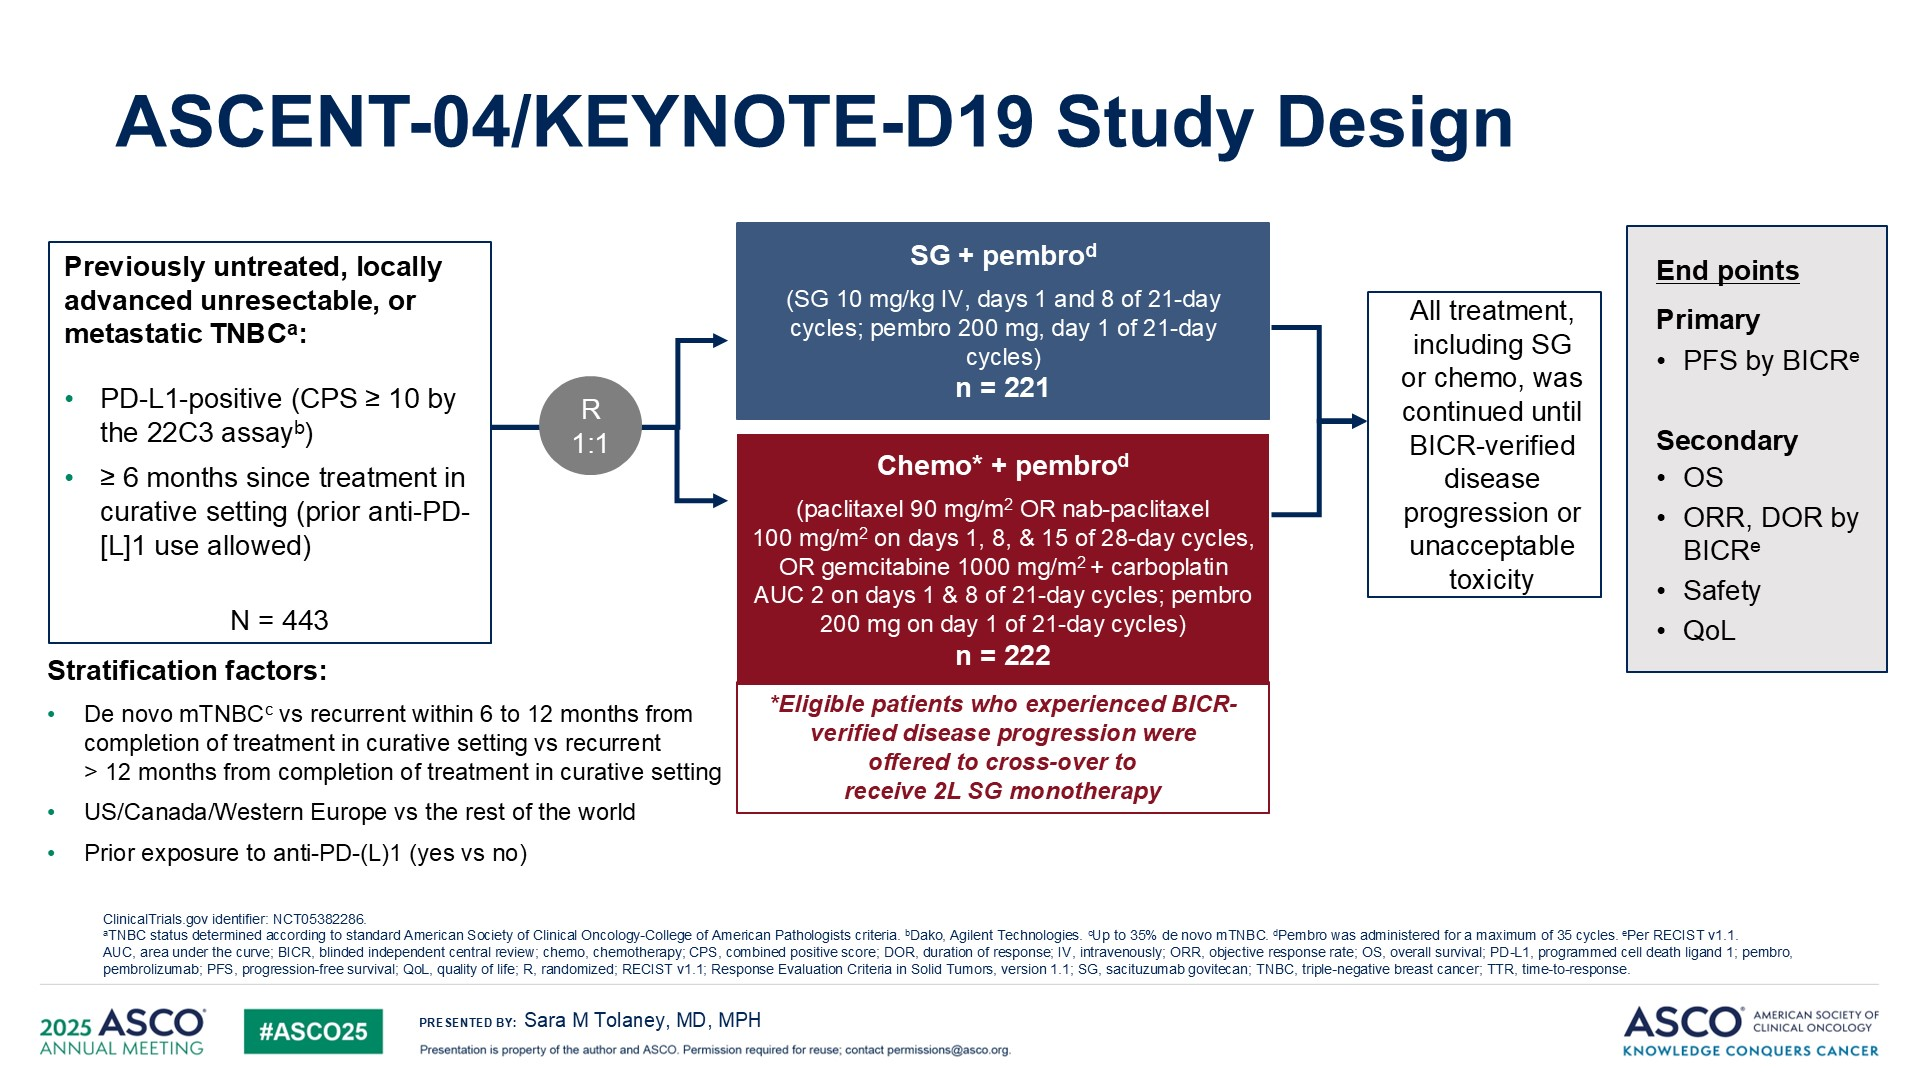 ASCENT-04/KEYNOTE-D19 Study Design
Previously untreated, locally
advanced unresectable, or
metastatic TNBCᵃ:
• PD-L1-positive (CPS ≥ 10 by
the 22C3 assayᵇ)
• ≥ 6 months since treatment in
curative setting (prior anti-PD-
[L]1 use allowed)
N = 443
Stratification factors:
• De novo mTNBCᶜ vs recurrent within 6 to 12 months from
completion of treatment in curative setting vs recurrent
> 12 months from completion of treatment in curative setting
• US/Canada/Western Europe vs the rest of the world
• Prior exposure to anti-PD-(L)1 (yes vs no)
R
1:1
SG + pembroᵈ
(SG 10 mg/kg IV, days 1 and 8 of 21-day
cycles; pembro 200 mg, day 1 of 21-day
cycles)
n = 221
Chemo* + pembroᵈ
(paclitaxel 90 mg/m² OR nab-paclitaxel
100 mg/m² on days 1, 8, & 15 of 28-day cycles,
OR gemcitabine 1000 mg/m² + carboplatin
AUC 2 on days 1 & 8 of 21-day cycles; pembro
200 mg on day 1 of 21-day cycles)
n = 222
*Eligible patients who experienced BICR-
verified disease progression were
offered to cross-over to
receive 2L SG monotherapy
All treatment,
including SG
or chemo, was
continued until
BICR-verified
disease
progression or
unacceptable
toxicity
End points
Primary
• PFS by BICRᵉ
Secondary
• OS
• ORR, DOR by
BICRᵉ
• Safety
• QoL
ClinicalTrials.gov identifier: NCT05382286.
ᵃTNBC status determined according to standard American Society of Clinical Oncology-College of American Pathologists criteria. ᵇDako, Agilent Technologies. ᶜUp to 35% de novo mTNBC. ᵈPembro was administered for a maximum of 35 cycles. ᵉPer RECIST v1.1.
AUC, area under the curve; BICR, blinded independent central review; chemo, chemotherapy; CPS, combined positive score; DOR, duration of response; IV, intravenously; ORR, objective response rate; OS, overall survival; PD-L1, programmed cell death ligand 1; pembro,
pembrolizumab; PFS, progression-free survival; QoL, quality of life; R, randomized; RECIST v1.1; Response Evaluation Criteria in Solid Tumors, version 1.1; SG, sacituzumab govitecan; TNBC, triple-negative breast cancer; TTR, time-to-response.
2025 ASCO®
ANNUAL MEETING
#ASCO25
PRESENTED BY: Sara M Tolaney, MD, MPH
Presentation is property of the author and ASCO. Permission required for reuse; contact permissions@asco.org.
ASCO® AMERICAN SOCIETY OF
CLINICAL ONCOLOGY
KNOWLEDGE CONQUERS CANCER